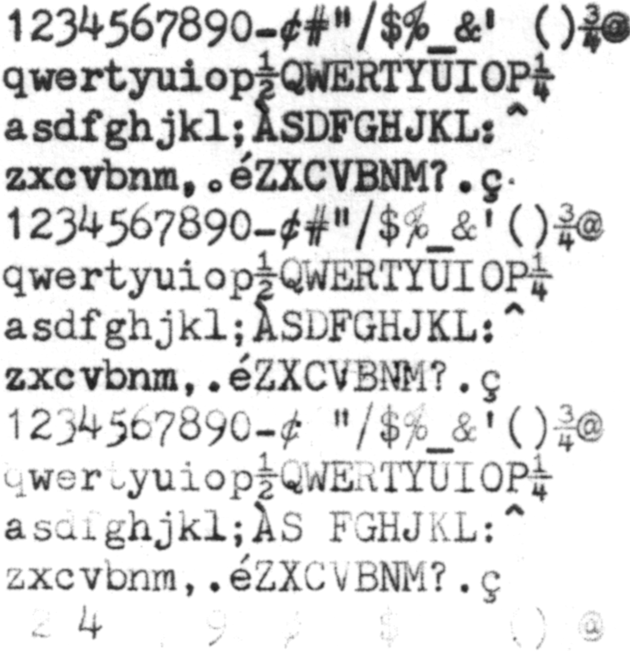 1234567890-¢#"/$%_&' ()¾@
qwertyuiop½QWERTYUIOP¼
asdfghjkl;ÀSDFGHJKL:^
zxcvbnm,.éZXCVBNM?.ç
1234567890-¢#"/$%_&'()¾@
qwertyuiop½QWERTYUIOP¼
asdfghjkl;ÀSDFGHJKL:^
zxcvbnm,.éZXCVBNM?.ç
1234567890-¢ "/$%_&'()¾@
qwertyuiop½QWERTYUIOP¼
asdfghjkl;ÀS FGHJKL:^
zxcvbnm,.éZXCVBNM?.ç
2 4 9 $ () @